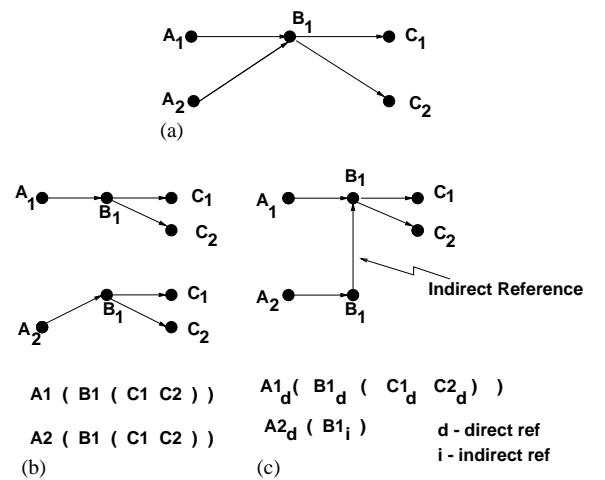 A1 B1 C1
A2 C2
(a)
A1 B1 C1
C2
A2 B1 C1
C2
A1 ( B1 ( C1 C2 ) )
A2 ( B1 ( C1 C2 ) )
(b)
A1 B1 C1
C2
Indirect Reference
A2 B1
A1d( B1d ( C1d C2d) )
A2d ( B1i )
d - direct ref
i - indirect ref
(c)